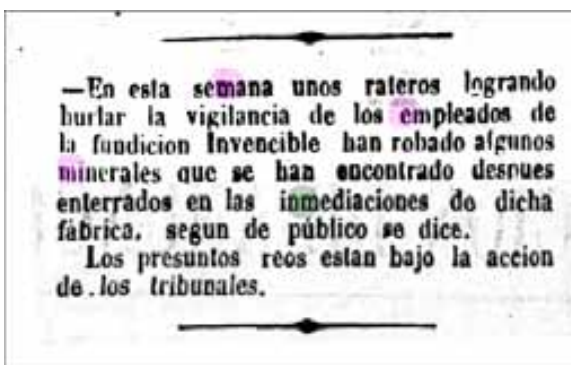 —En esta semana unos rateros logrando
burlar la vigilancia de los empleados de
la fundicion Invencible han robado algunos
minerales que se han encontrado despues
enterrados en las inmediaciones de dicha
fábrica, segun de público se dice.
Los presuntos reos estan bajo la accion
de los tribunales.